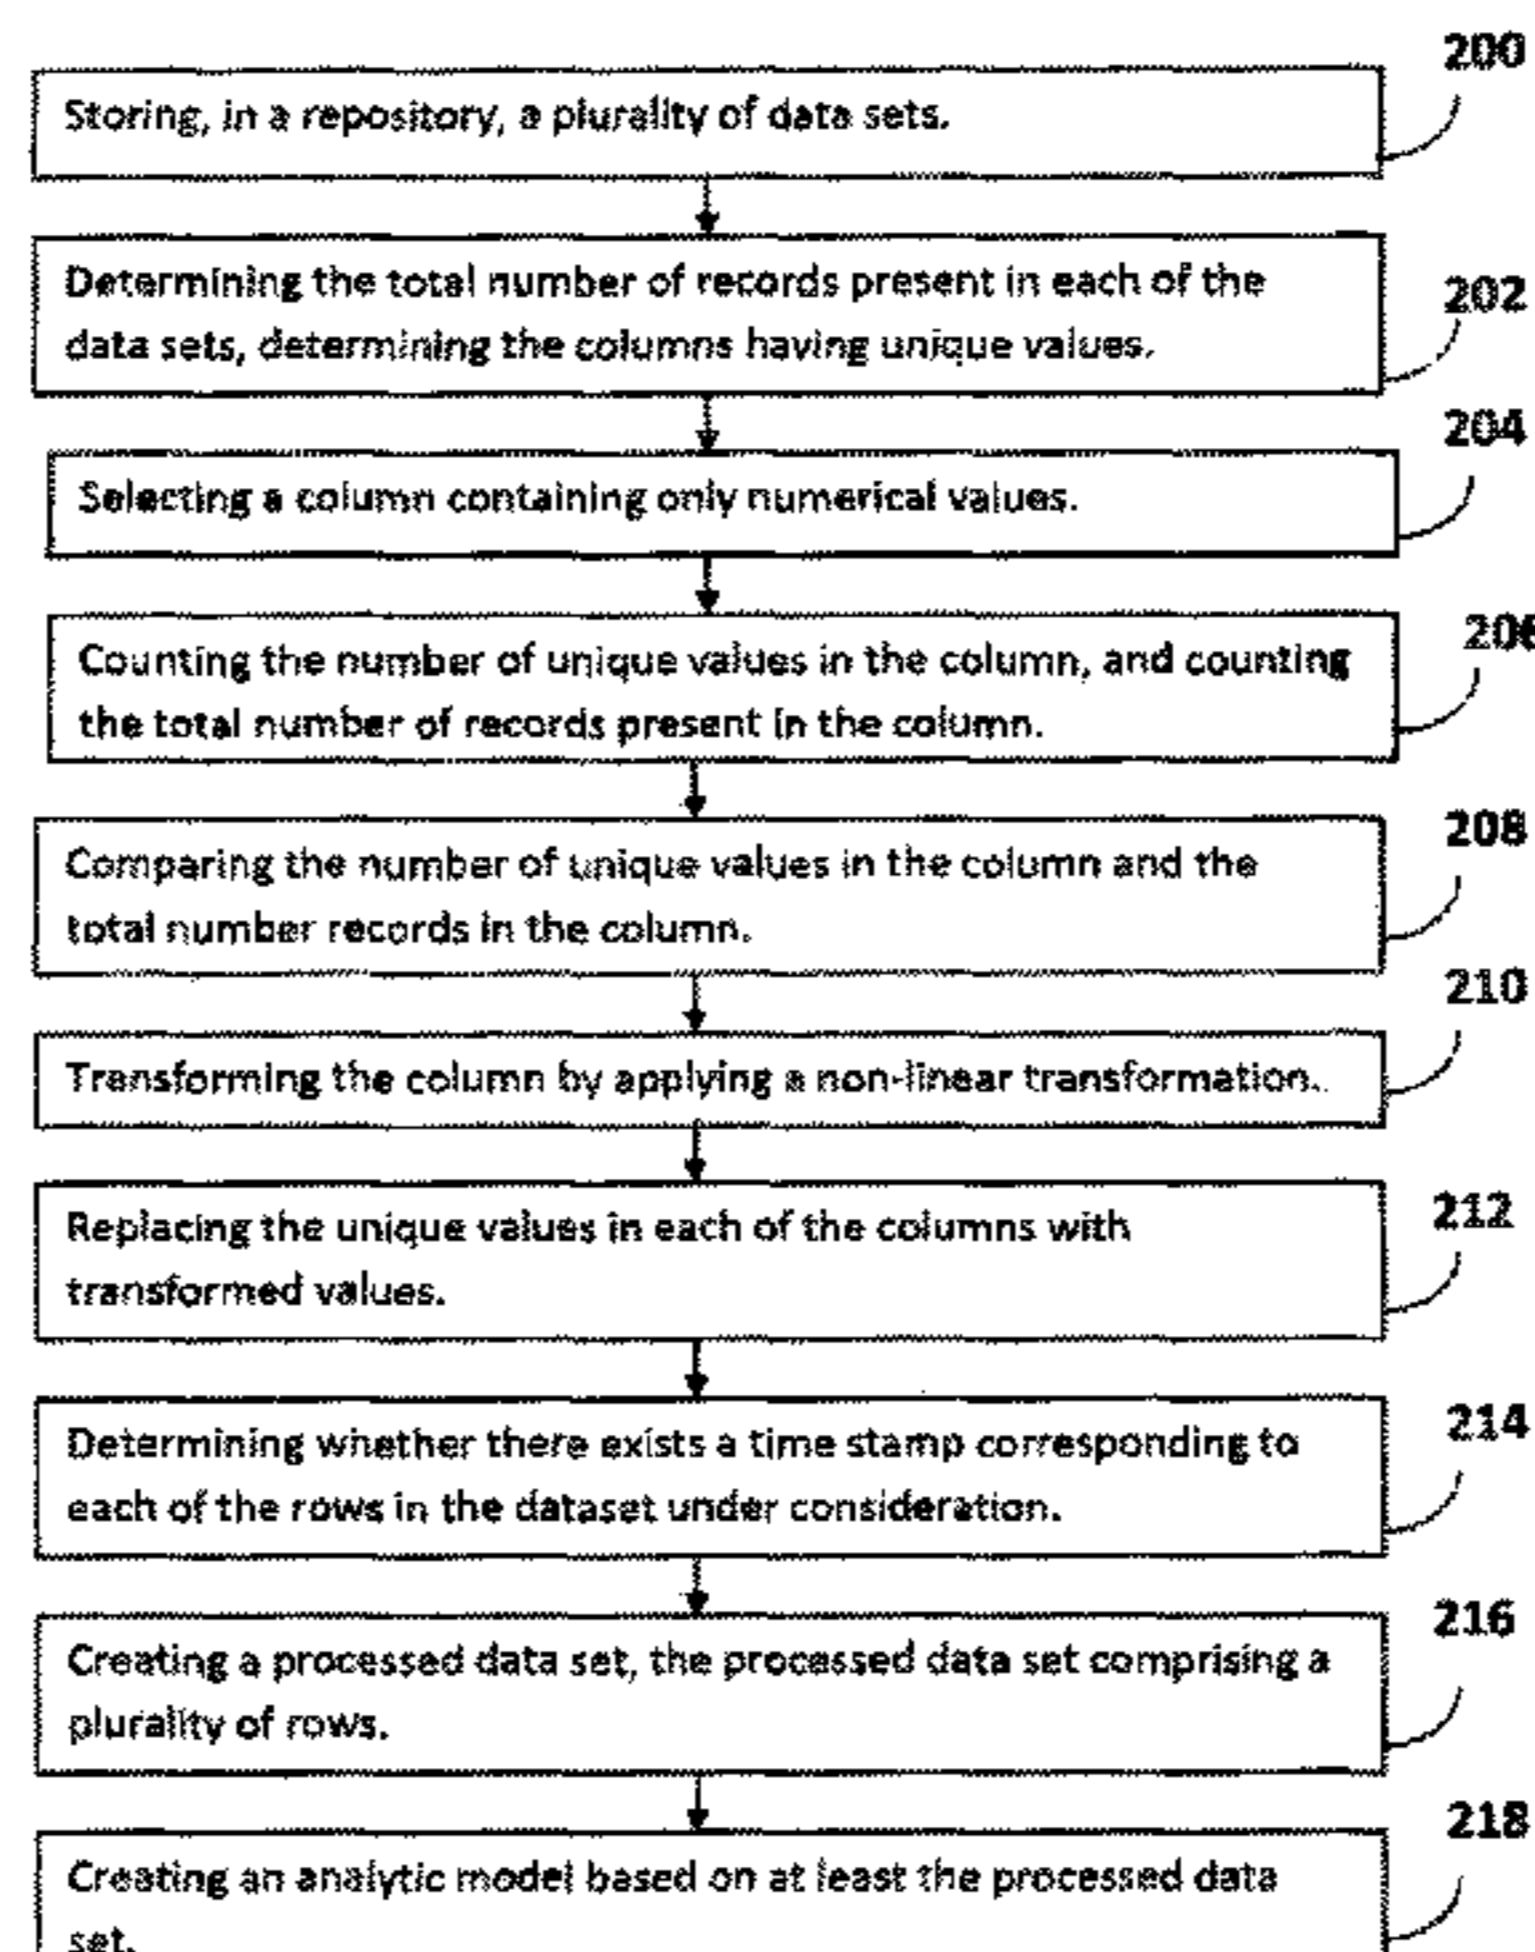 200
Storing, in a repository, a plurality of data sets.
Determining the total number of records present in each of the
202
data sets, determining the columns having unique values.
204
Selecting a column containing only numerical values.
206
Counting the number of unique values in the column, and counting
the total number of records present in the column.
208
Comparing the number of unique values in the column and the
total number records in the column.
210
Transforming the column by applying a non-linear transformation.
212
Replacing the unique values in each of the columns with
transformed values.
214
Determining whether there exists a time stamp corresponding to
each of the rows in the dataset under consideration.
216
Creating a processed data set, the processed data set comprising a
plurality of rows.
218
Creating an analytic model based on at least the processed data
set.